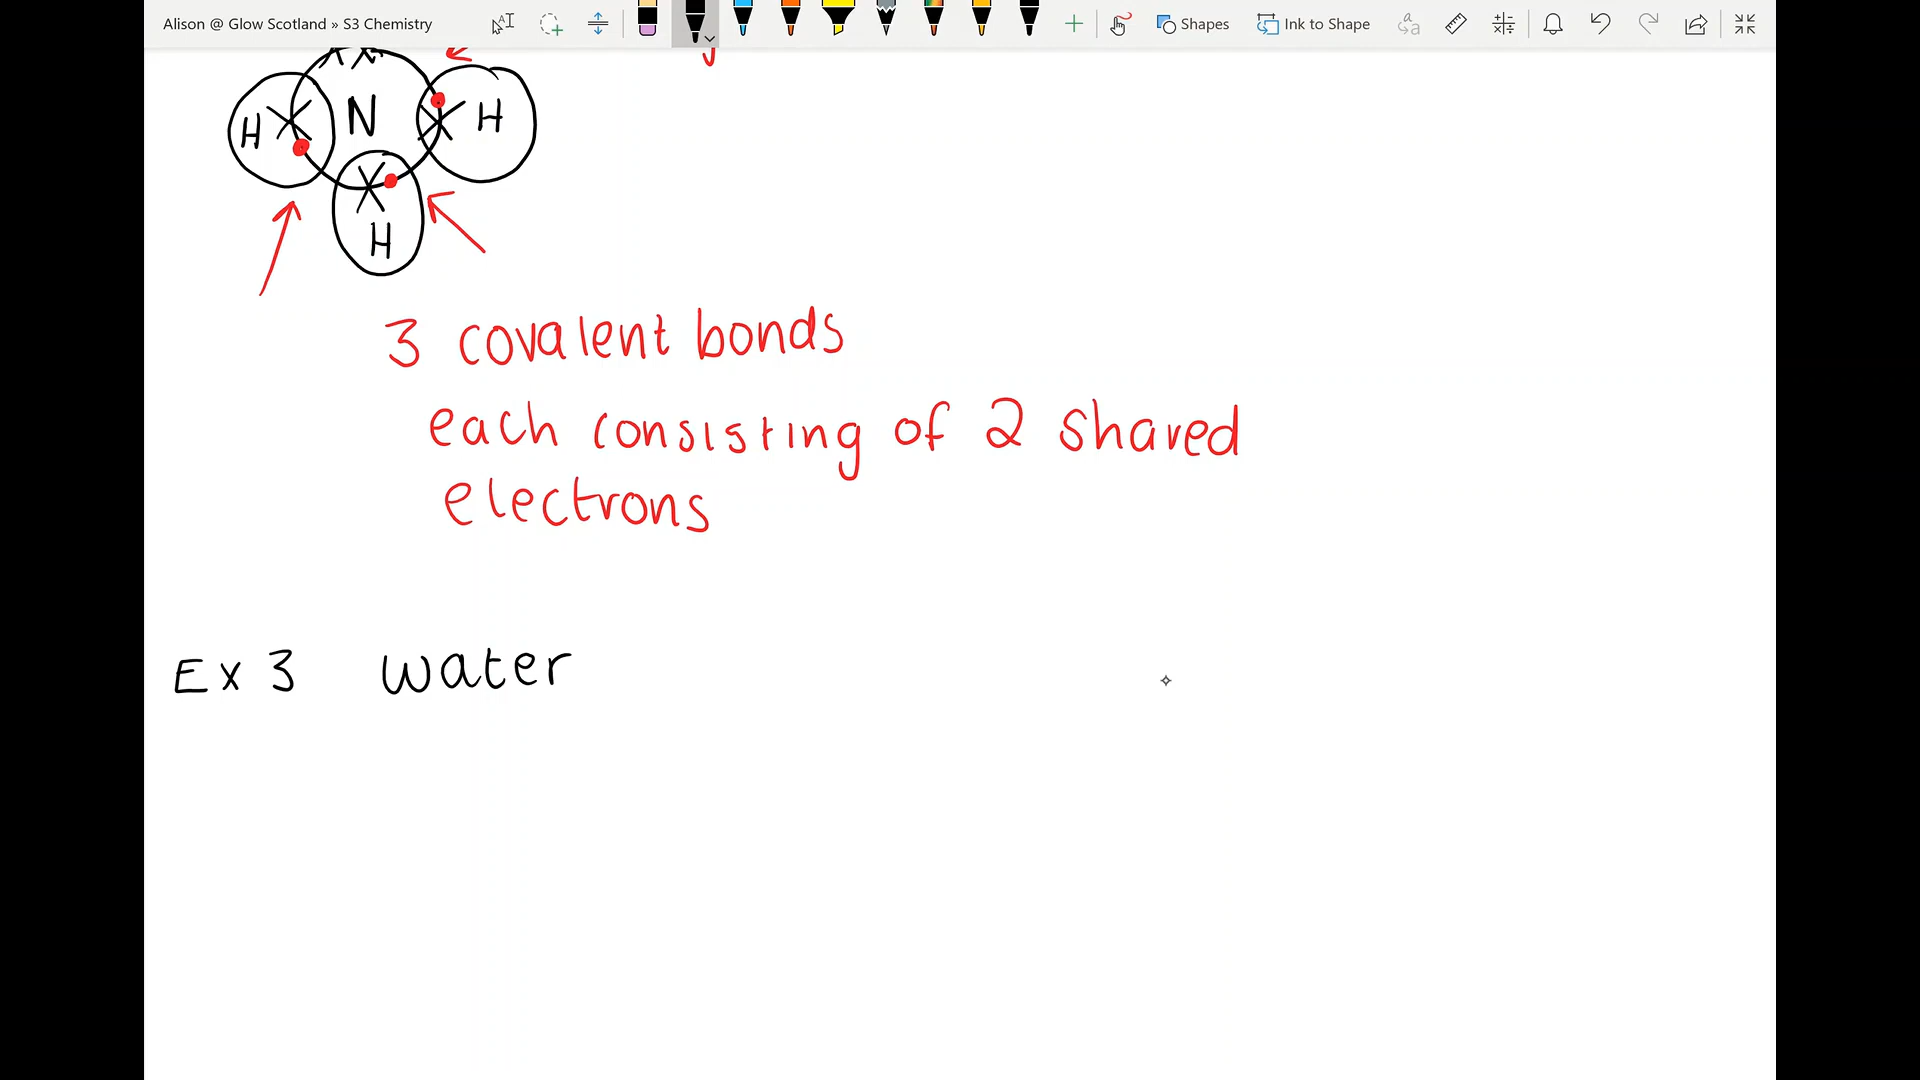 Alison @ Glow Scotland » S3 Chemistry
Shapes
Ink to Shape
N
H
H
H
3 covalent bonds
each consisting of 2 shared
electrons
Ex 3 water